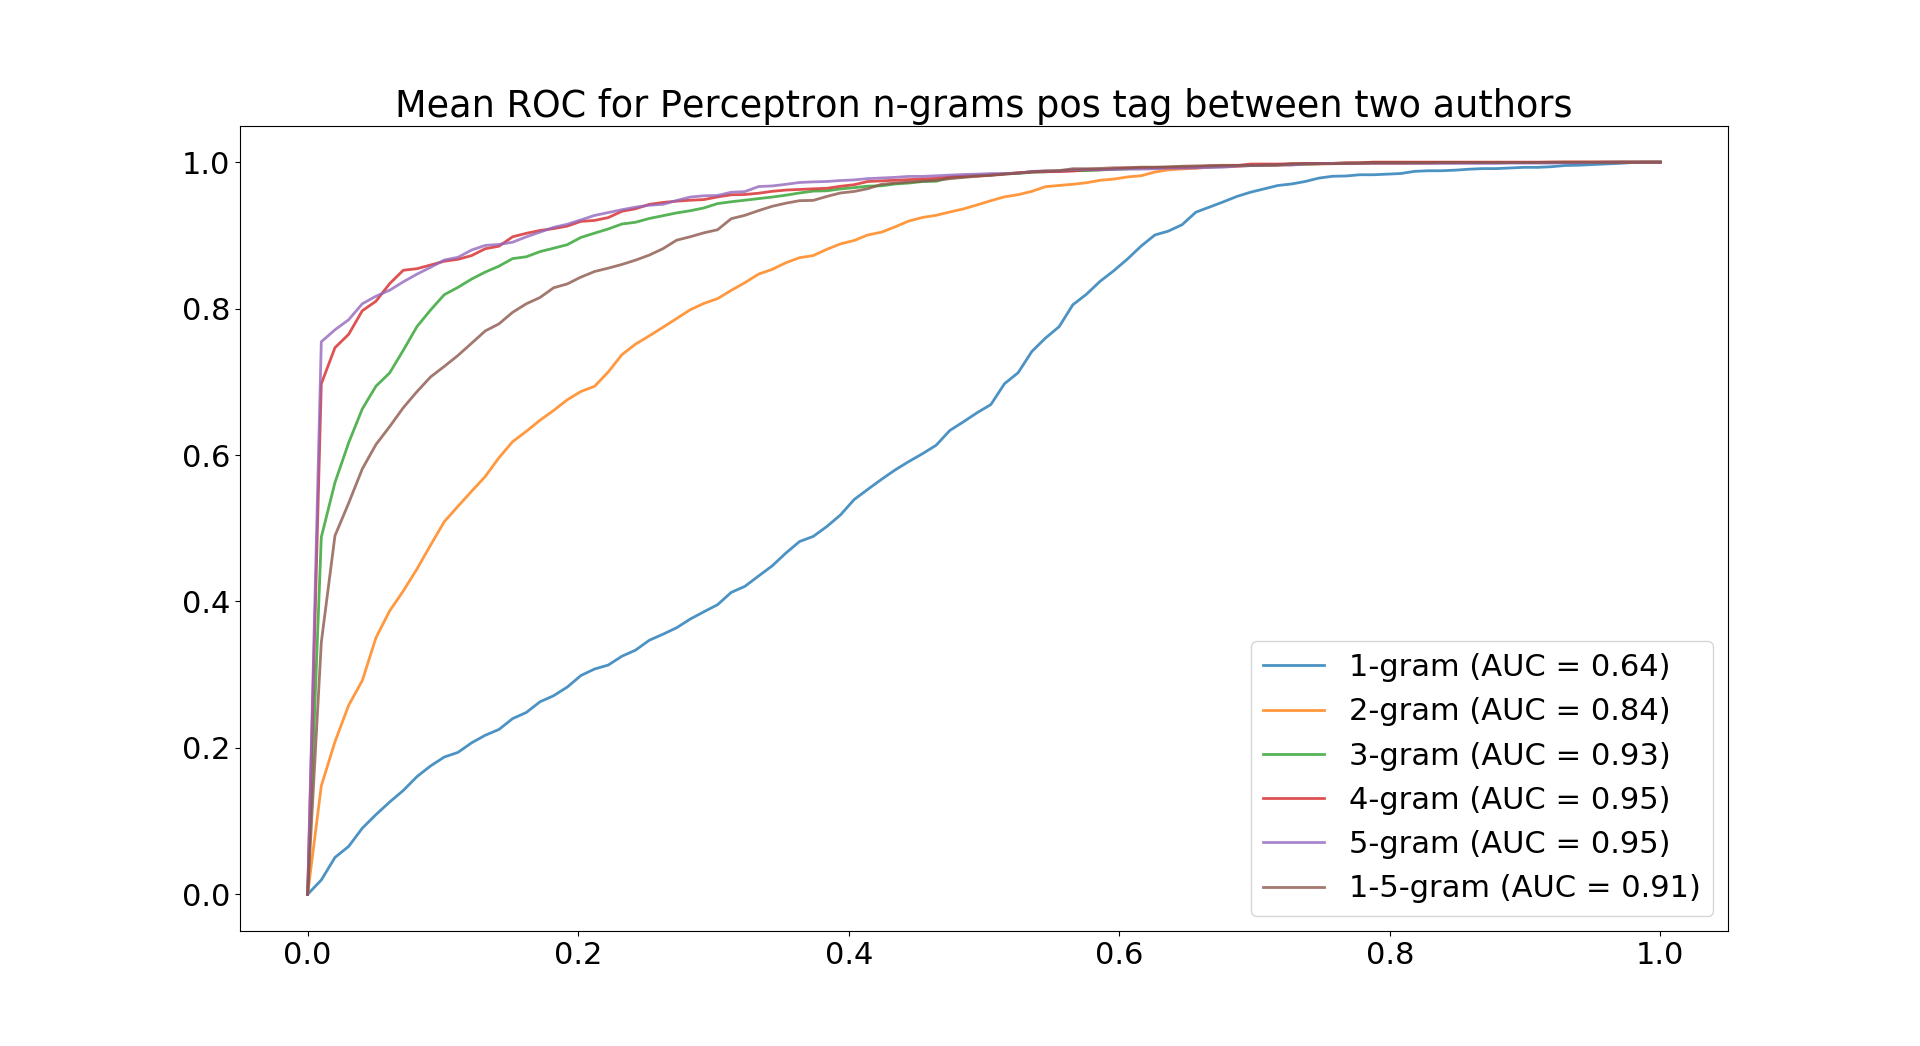 Mean ROC for Perceptron n-grams pos tag between two authors
1.0
0.8
0.6
0.4
0.2
0.0
0.0 0.2 0.4 0.6 0.8 1.0
1-gram (AUC = 0.64)
2-gram (AUC = 0.84)
3-gram (AUC = 0.93)
4-gram (AUC = 0.95)
5-gram (AUC = 0.95)
1-5-gram (AUC = 0.91)